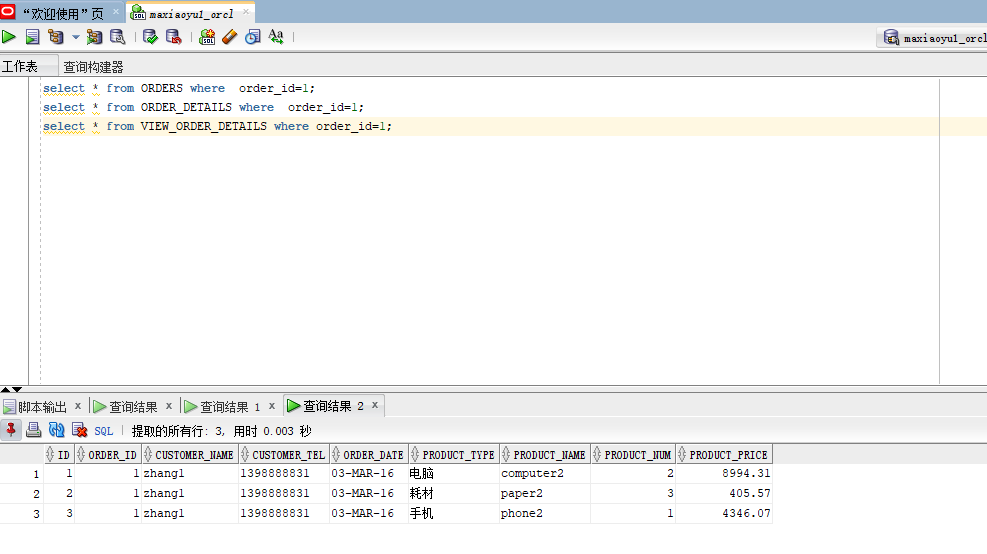 “欢迎使用”页 × maxiaoyu1_orcl ×
SQL Aa
maxiaoyu1_orcl
工作表 查询构建器
select * from ORDERS where  order_id=1;
select * from ORDER_DETAILS where  order_id=1;
select * from VIEW_ORDER_DETAILS where order_id=1;
脚本输出 × 查询结果 × 查询结果 1 × 查询结果 2 ×
SQL | 提取的所有行: 3, 用时 0.003 秒
ID ORDER_ID CUSTOMER_NAME CUSTOMER_TEL ORDER_DATE PRODUCT_TYPE PRODUCT_NAME PRODUCT_NUM PRODUCT_PRICE
1 1 1 zhang1 1398888831 03-MAR-16 电脑 computer2 2 8994.31
2 2 1 zhang1 1398888831 03-MAR-16 耗材 paper2 3 405.57
3 3 1 zhang1 1398888831 03-MAR-16 手机 phone2 1 4346.07